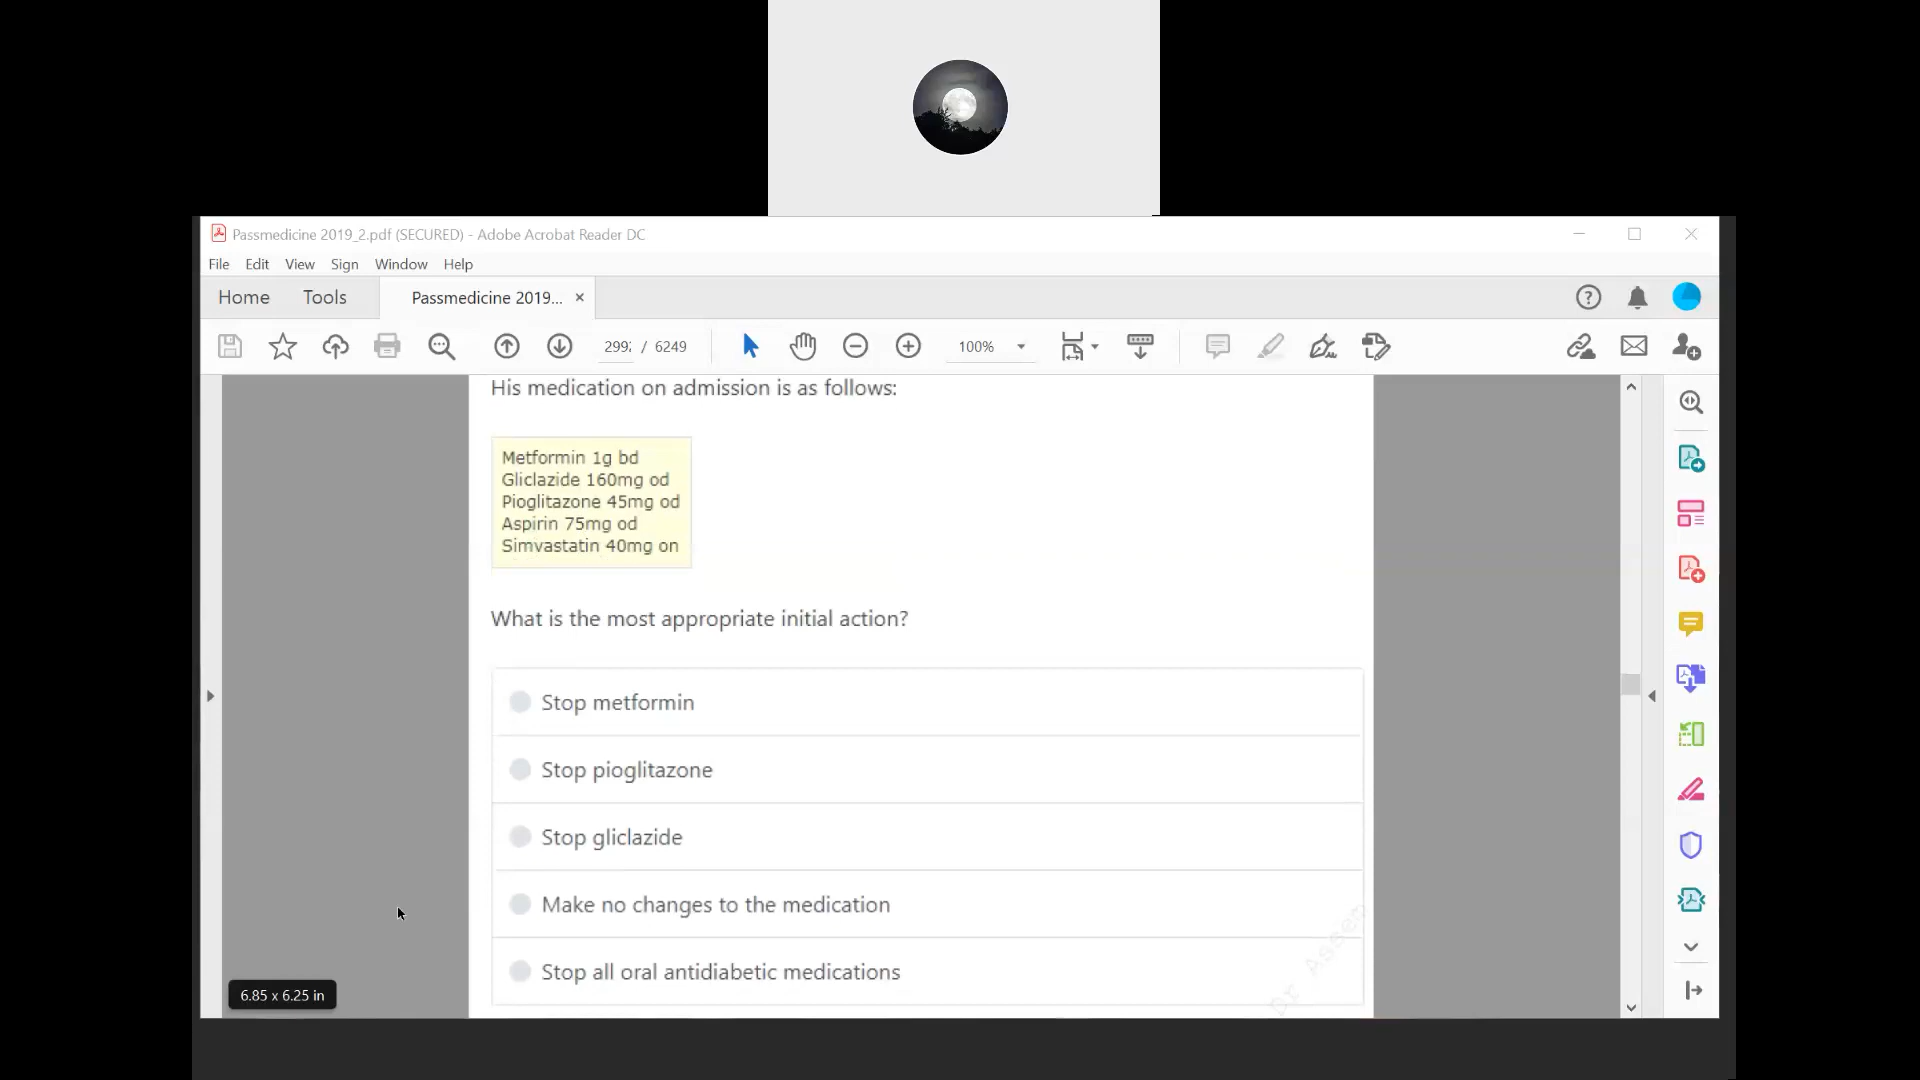 Passmedicine 2019_2.pdf (SECURED) - Adobe Acrobat Reader DC
File Edit View Sign Window Help
Home Tools Passmedicine 2019... ×
299 / 6249 100%
His medication on admission is as follows:
Metformin 1g bd
Gliclazide 160mg od
Pioglitazone 45mg od
Aspirin 75mg od
Simvastatin 40mg on
What is the most appropriate initial action?
Stop metformin
Stop pioglitazone
Stop gliclazide
Make no changes to the medication
Stop all oral antidiabetic medications
Dr Assem
6.85 x 6.25 in